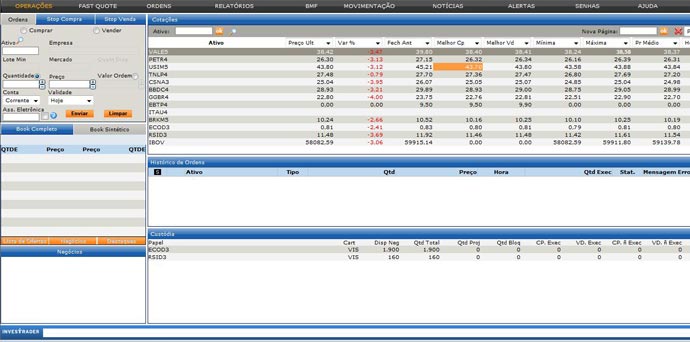 OPERAÇÕES FAST QUOTE ORDENS RELATÓRIOS BMF MOVIMENTAÇÃO NOTÍCIAS ALERTAS SENHAS AJUDA
Ordens Stop Compra Stop Venda
Comprar Vender
Ativo Empresa
Lote Min Mercado
Quantidade Preço Valor Ordem
Conta Validade
Corrente Hoje
Ass. Eletrônica Enviar Limpar
Book Completo Book Sintético
QTDE Preço Preço QTDE
Lista de Ofertas Negócios Destaques
Negócios
Cotações
Ativo: Nova Página:
Ativo Preço Ult Var % Fech Ant Melhor Cp Melhor Vd Mínima Máxima Pr Médio
VALE5 38,42 -3.47 39,80 38,40 38,41 38,24 38,37
PETR4 26,30 -3.13 27,15 26,32 26,34 26,16 26,39 26,31
USIM5 43,80 -3.12 45,21 43,80 43,58 43,88 43,84
TNLP4 27,48 -0.79 27,70 27,36 27,47 26,80 27,69 27,20
CSNA3 25,04 -3.95 26,07 25,05 25,07 25,04 25,25 25,11
BBDC4 28,93 -3.21 29,89 28,93 29,00 28,75 29,05 28,99
GGBR4 22,80 -4.00 23,75 22,76 22,81 22,51 22,90 22,70
EBTP4 0.00 0.00 9,50 9,50 9,90 0.00 0.00 0.00
ITAU4
BRKM5 10,24 -2.66 10,52 10,16 10,25 10,10 10,25 10,19
ECOD3 0,81 -2.41 0,83 0,80 0,81 0,79 0,81 0,80
RSID3 11,48 -3.69 11,92 11,46 11,48 11,42 11,61 11,54
IBOV 58082.59 -3.06 59915.14 0.00 0.00 58082.59 59911.80 59139.78
Histórico de Ordens
S Ativo Tipo Qtd Preço Hora Qtd Exec Stat. Mensagem Erro
Custódia
Papel Cart Disp Neg Qtd Total Qtd Proj Qtd Bloq CP. Exec VD. Exec CP. ñ Exec VD. ñ Exec
ECOD3 VIS 1.900 1.900 0 0 0 0 0 0
RSID3 VIS 160 160 0 0 0 0 0 0
INVESTRADER